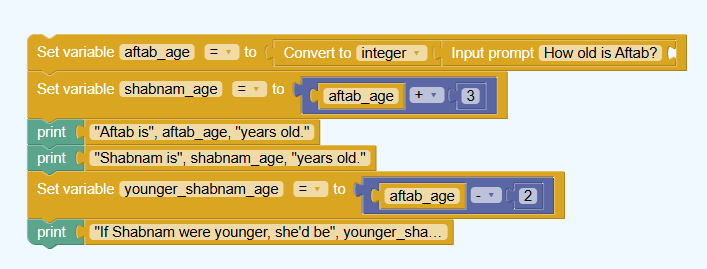 Set variable aftab_age = to Convert to integer Input prompt How old is Aftab?
Set variable shabnam_age = to aftab_age + 3
print "Aftab is", aftab_age, "years old."
print "Shabnam is", shabnam_age, "years old."
Set variable younger_shabnam_age = to aftab_age - 2
print "If Shabnam were younger, she'd be", younger_sha...